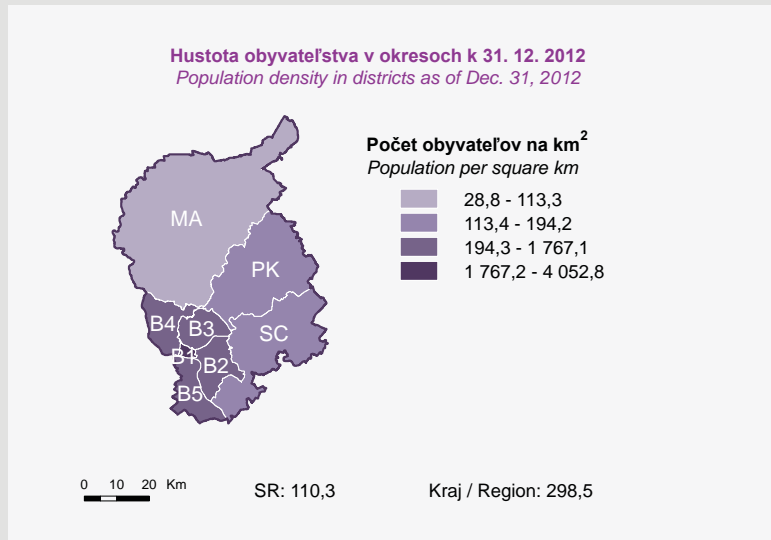 Hustota obyvateľstva v okresoch k 31. 12. 2012
Population density in districts as of Dec. 31, 2012
Počet obyvateľov na km²
Population per square km
28,8 - 113,3
113,4 - 194,2
194,3 - 1 767,1
1 767,2 - 4 052,8
MA
PK
B4
B3
SC
B1
B2
B5
0 10 20 Km
SR: 110,3
Kraj / Region: 298,5